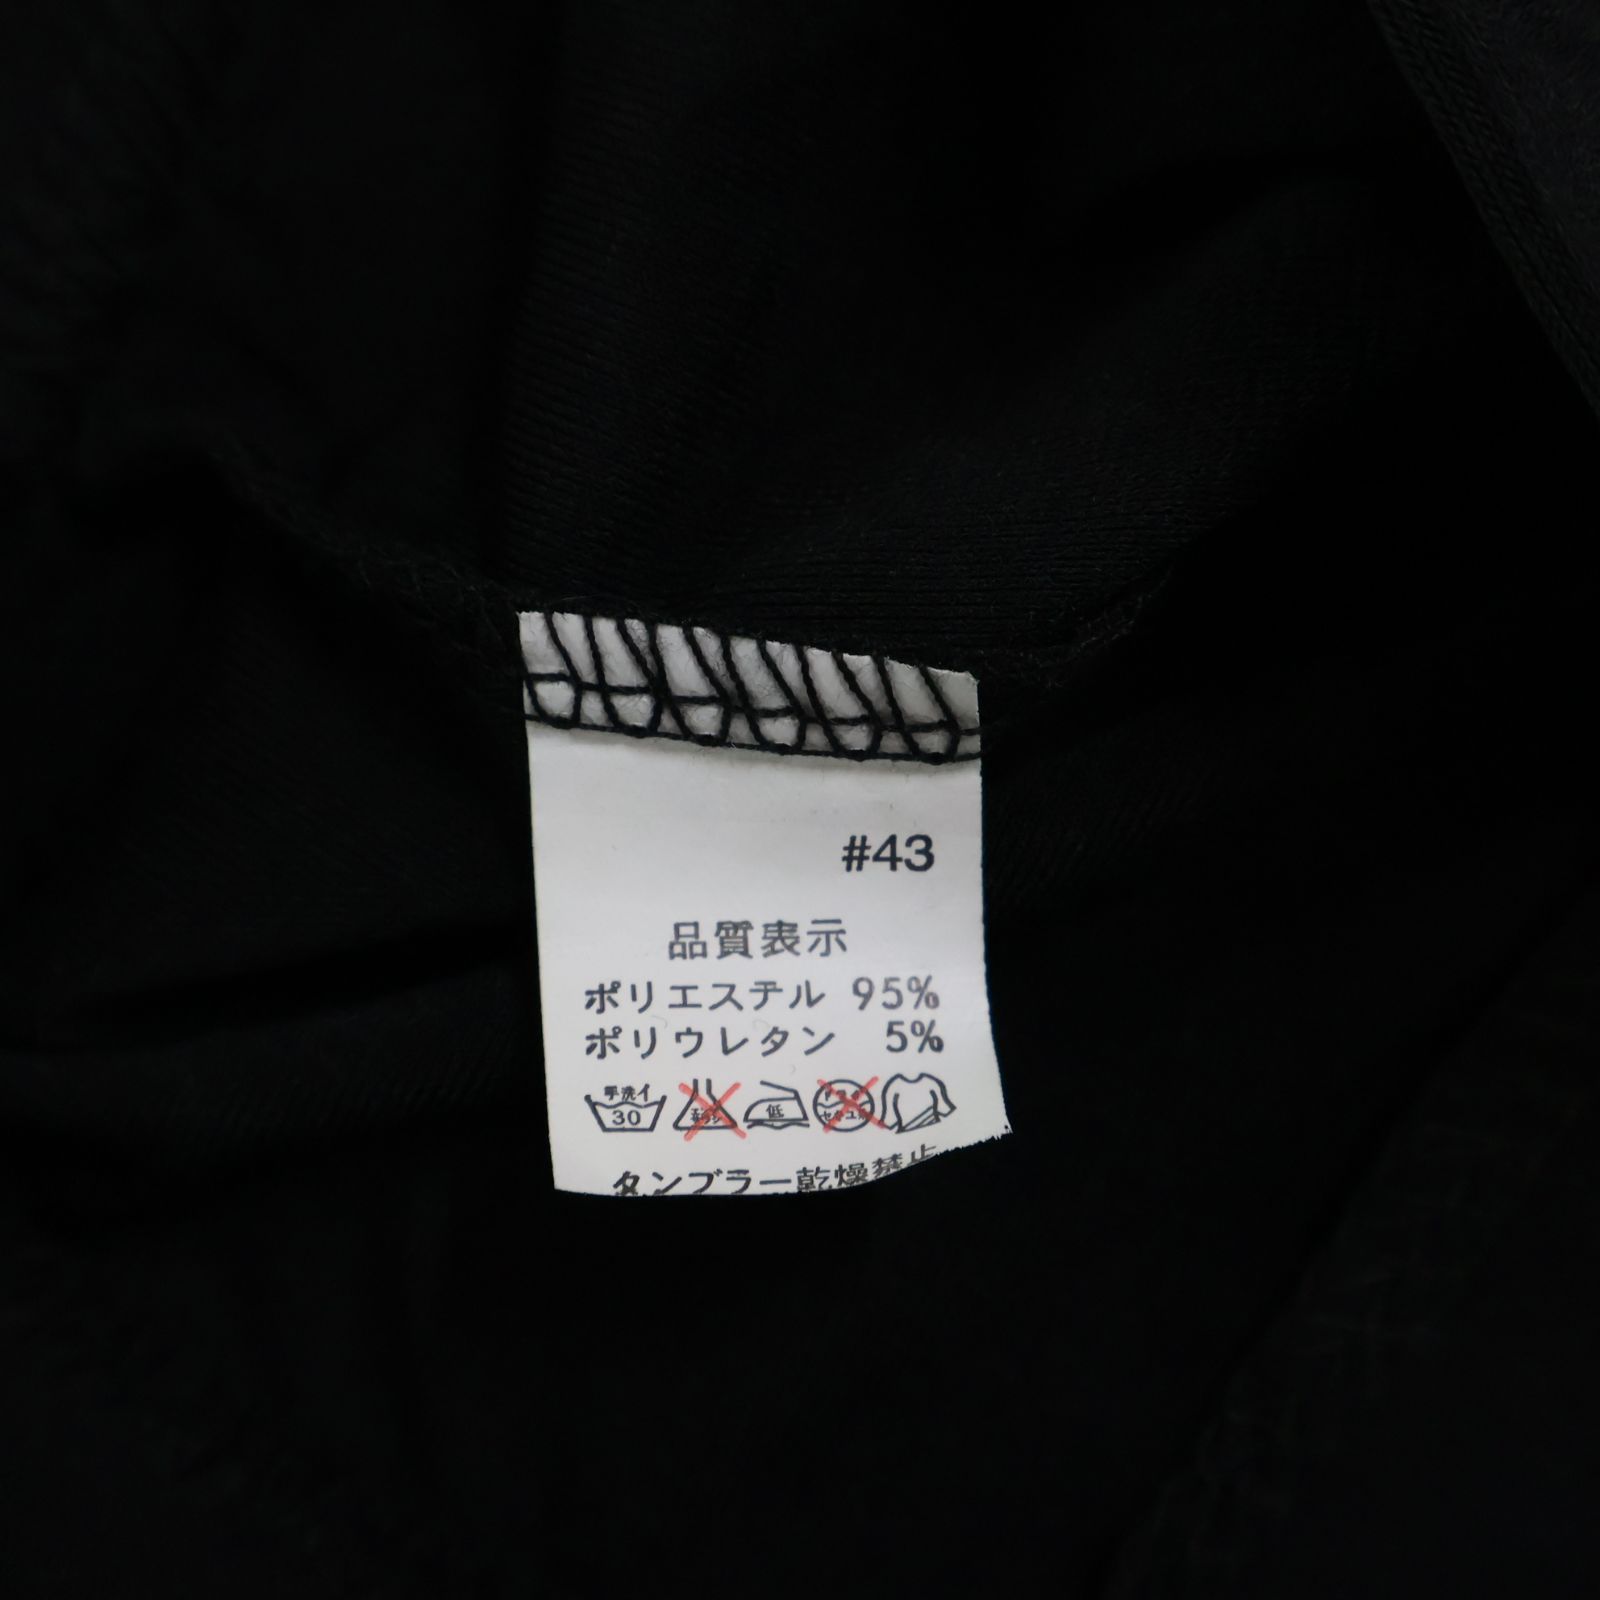 #43
品質表示
ポリエステル 95%
ポリウレタン 5%
手洗イ 30 低
タンブラー乾燥禁止